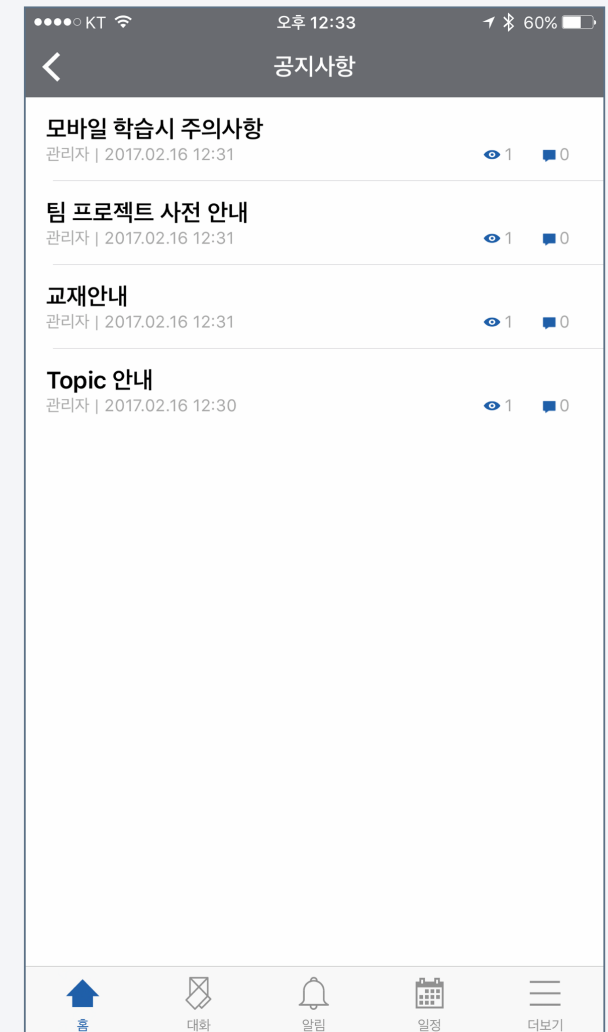 KT 오후 12:33 60%
공지사항
모바일 학습시 주의사항
관리자 | 2017.02.16 12:31 1 0
팀 프로젝트 사전 안내
관리자 | 2017.02.16 12:31 1 0
교재안내
관리자 | 2017.02.16 12:31 1 0
Topic 안내
관리자 | 2017.02.16 12:30 1 0
홈 대화 알림 일정 더보기